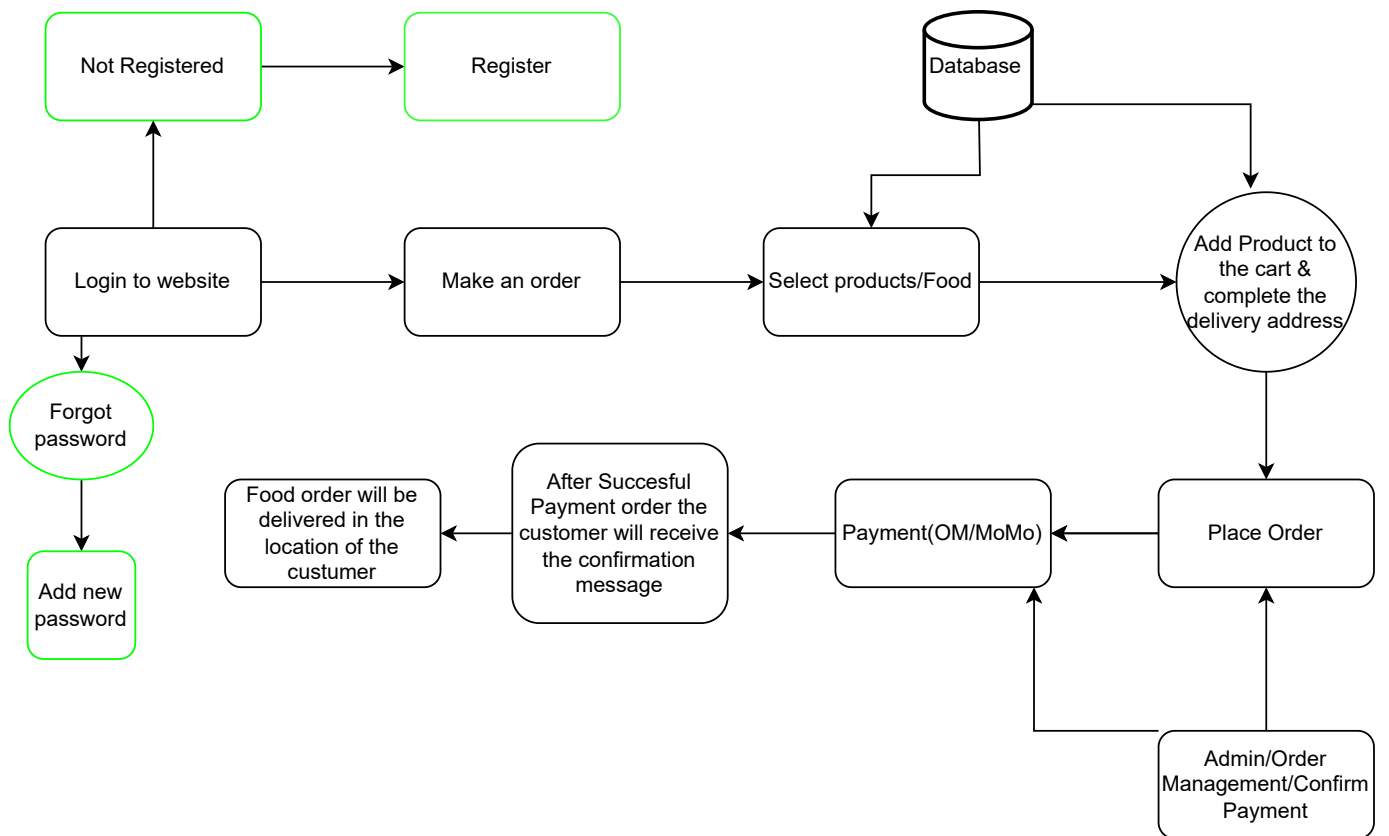 Not Registered
Register
Database
Login to website
Make an order
Select products/Food
Add Product to
the cart &
complete the
delivery address
Forgot
password
Add new
password
Food order will be
delivered in the
location of the
custumer
After Succesful
Payment order the
customer will receive
the confirmation
message
Payment(OM/MoMo)
Place Order
Admin/Order
Management/Confirm
Payment